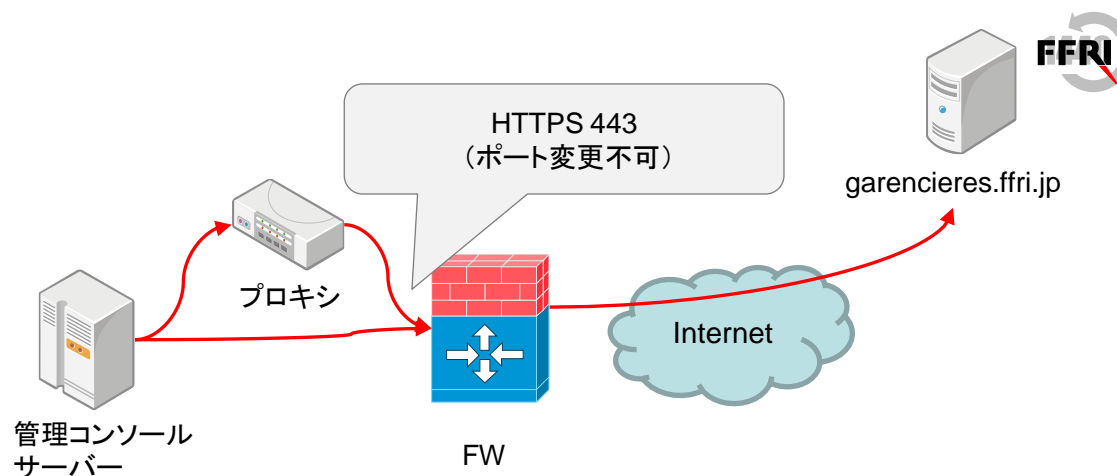 FFRI
HTTPS 443
（ポート変更不可）
garencieres.ffri.jp
プロキシ
Internet
管理コンソール
サーバー
FW